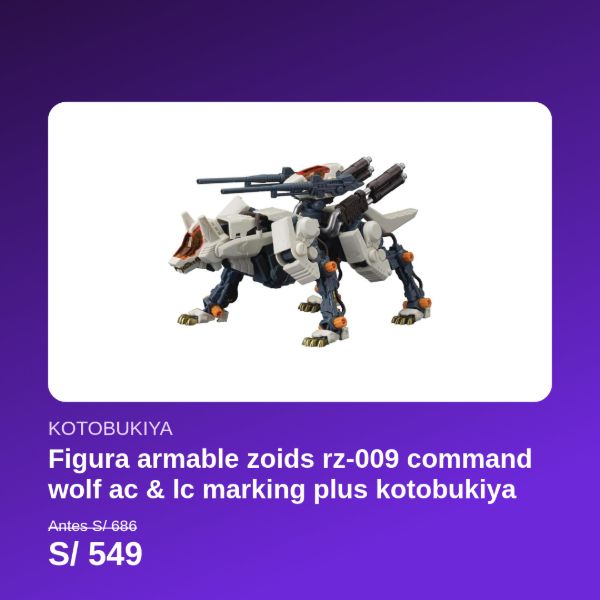 KOTOBUKIYA
Figura armable zoids rz-009 command
wolf ac & lc marking plus kotobukiya
Antes S/ 686
S/ 549